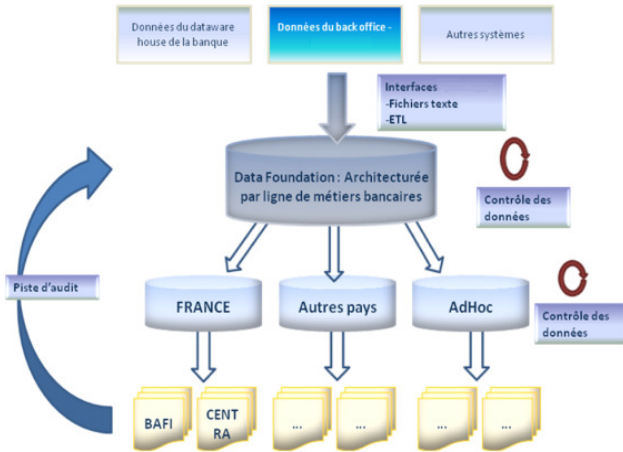 Données du dataware
house de la banque
Données du back office -
Autres systèmes
Interfaces
-Fichiers texte
-ETL
Data Foundation : Architecturée
par ligne de métiers bancaires
Contrôle des
données
Piste d'audit
FRANCE
Autres pays
AdHoc
Contrôle des
données
BAFI
CENT
RA
...
...
...
...